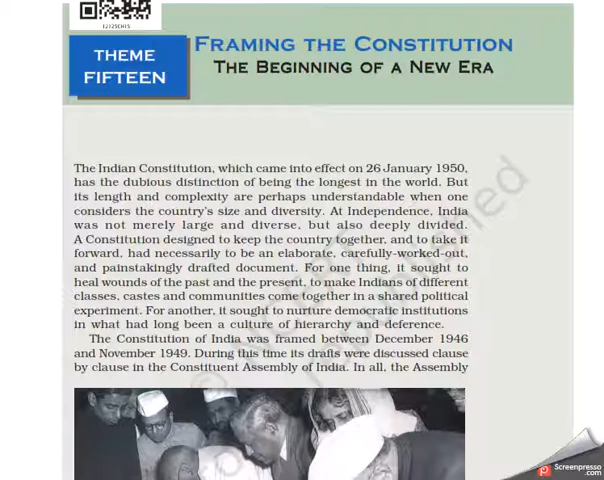 12125CH15
THEME
FIFTEEN
FRAMING THE CONSTITUTION
THE BEGINNING OF A NEW ERA
The Indian Constitution, which came into effect on 26 January 1950,
has the dubious distinction of being the longest in the world. But
its length and complexity are perhaps understandable when one
considers the country's size and diversity. At Independence, India
was not merely large and diverse, but also deeply divided.
A Constitution designed to keep the country together, and to take it
forward, had necessarily to be an elaborate, carefully-worked-out,
and painstakingly drafted document. For one thing, it sought to
heal wounds of the past and the present, to make Indians of different
classes, castes and communities come together in a shared political
experiment. For another, it sought to nurture democratic institutions
in what had long been a culture of hierarchy and deference.
The Constitution of India was framed between December 1946
and November 1949. During this time its drafts were discussed clause
by clause in the Constituent Assembly of India. In all, the Assembly
© NCERT
republished
Screenpresso
.com